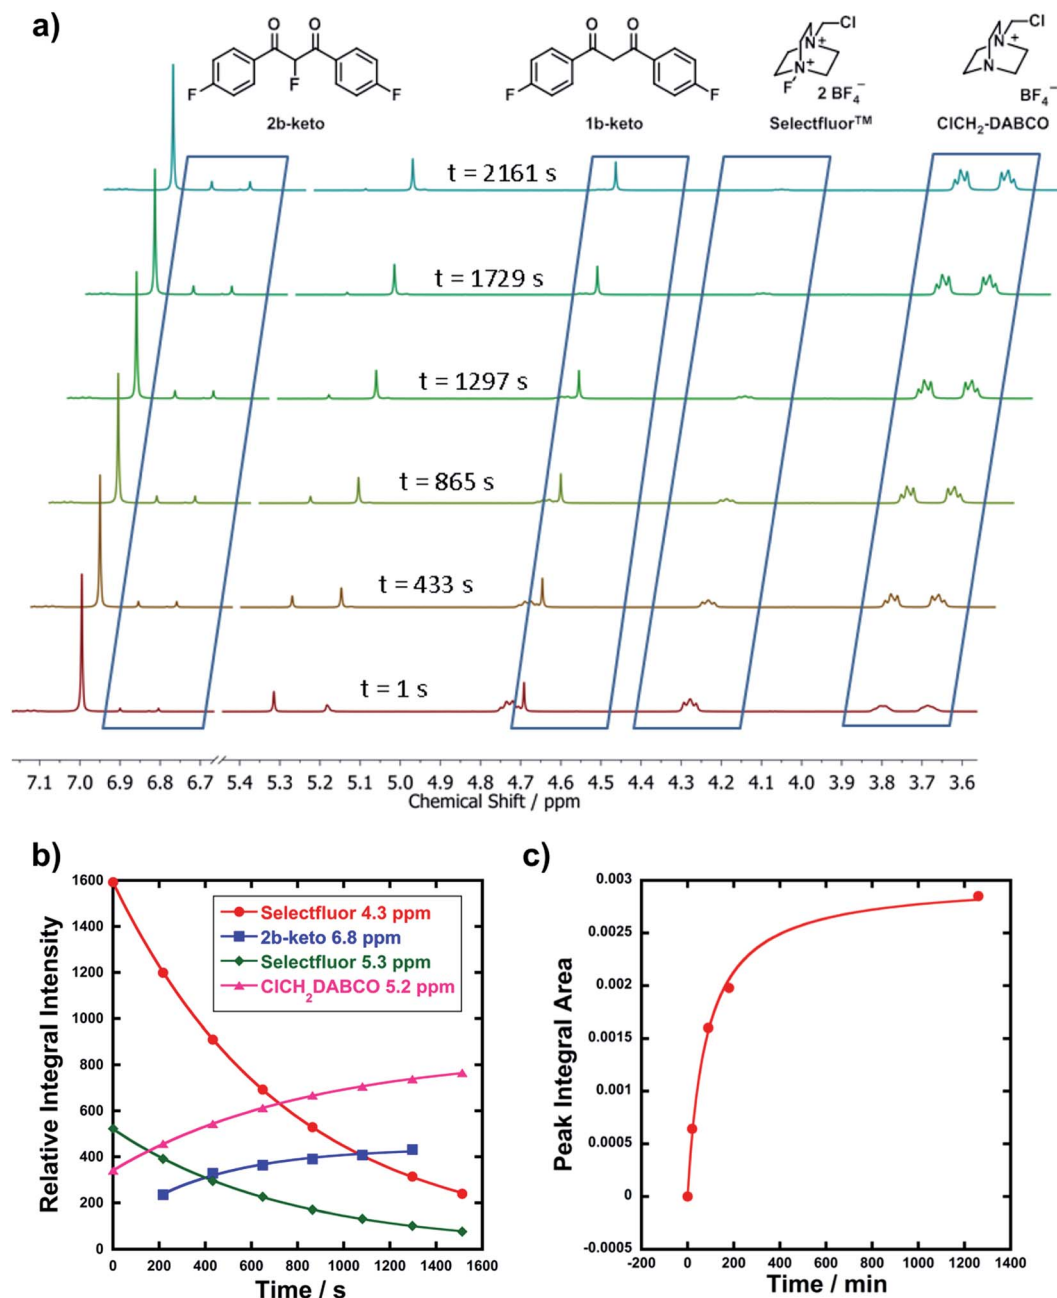 a)
O O
F F F
2b-keto
O O
F F
1b-keto
Cl
N+
N+
F
2 BF4−
Selectfluor™
Cl
N+
N
BF4−
ClCH2-DABCO
t = 2161 s
t = 1729 s
t = 1297 s
t = 865 s
t = 433 s
t = 1 s
7.1 7.0 6.9 6.8 6.7 5.4 5.3 5.2 5.1 5.0 4.9 4.8 4.7 4.6 4.5 4.4 4.3 4.2 4.1 4.0 3.9 3.8 3.7 3.6
Chemical Shift / ppm
b)
Relative Integral Intensity
1600
1400
1200
1000
800
600
400
200
0
Selectfluor 4.3 ppm
2b-keto 6.8 ppm
Selectfluor 5.3 ppm
ClCH2DABCO 5.2 ppm
0 200 400 600 800 1000 1200 1400 1600
Time / s
c)
Peak Integral Area
0.003
0.0025
0.002
0.0015
0.001
0.0005
0
-0.0005
-200 0 200 400 600 800 1000 1200 1400
Time / min